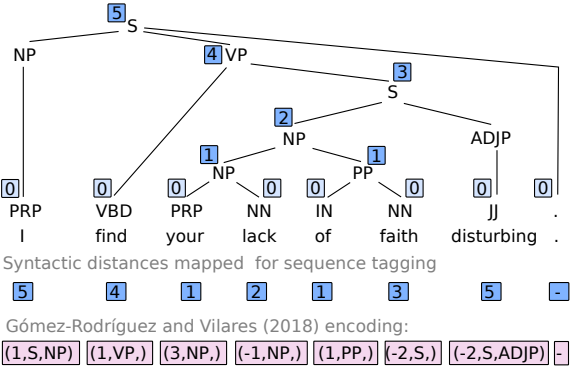 5 S
NP 4 VP
3
S
2
NP ADJP
1 1
NP PP
0 0 0 0 0 0 0 0
PRP VBD PRP NN IN NN JJ .
I find your lack of faith disturbing .
Syntactic distances mapped for sequence tagging
5 4 1 2 1 3 5 -
Gómez-Rodríguez and Vilares (2018) encoding:
(1,S,NP) (1,VP,) (3,NP,) (-1,NP,) (1,PP,) (-2,S,) (-2,S,ADJP) -